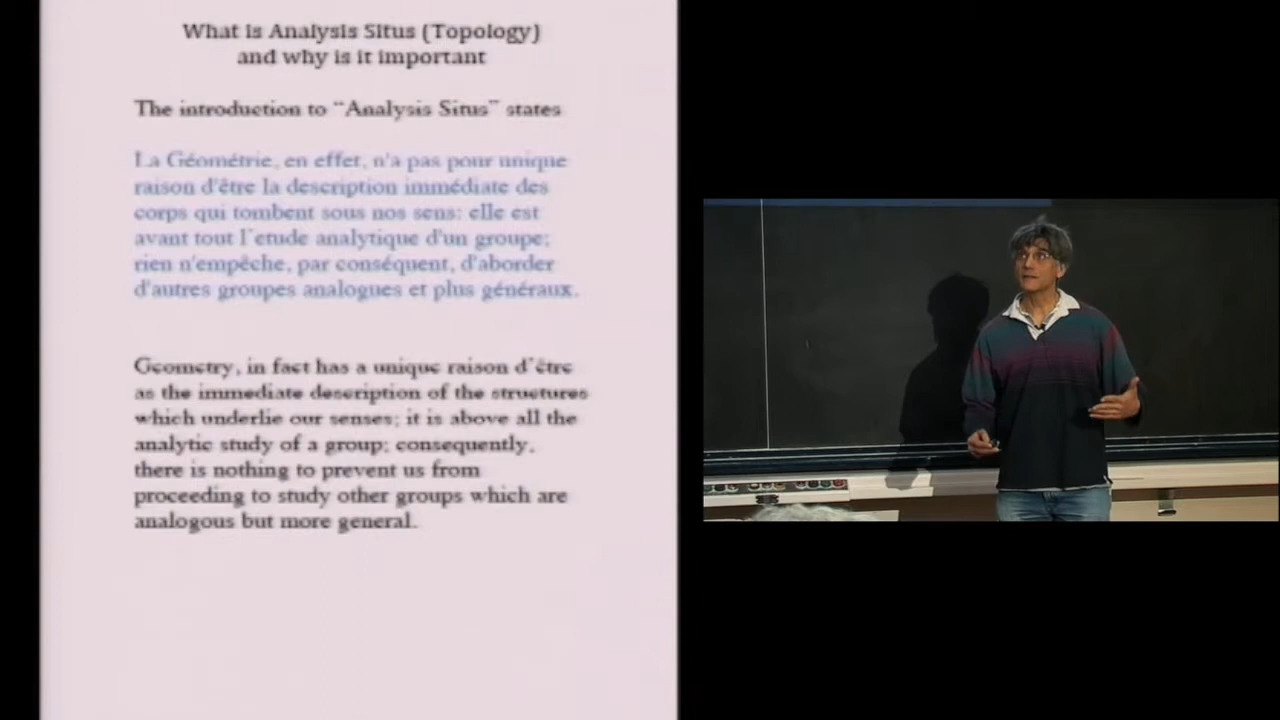 What is Analysis Situs (Topology)
and why is it important
The introduction to “Analysis Situs” states
La Géométrie, en effet, n'a pas pour unique
raison d'être la description immédiate des
corps qui tombent sous nos sens: elle est
avant tout l'etude analytique d'un groupe;
rien n'empêche, par conséquent, d'aborder
d'autres groupes analogues et plus généraux.
Geometry, in fact has a unique raison d'être
as the immediate description of the structures
which underlie our senses; it is above all the
analytic study of a group; consequently,
there is nothing to prevent us from
proceeding to study other groups which are
analogous but more general.